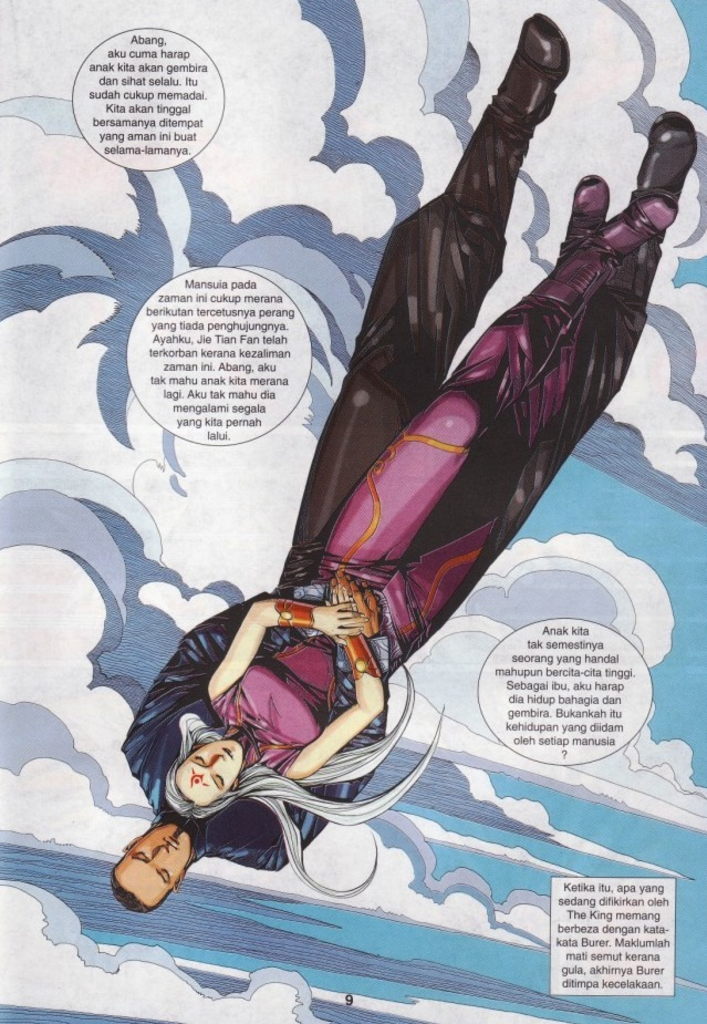 Abang,
aku cuma harap
anak kita akan gembira
dan sihat selalu. Itu
sudah cukup memadai.
Kita akan tinggal
bersamanya ditempat
yang aman ini buat
selama-lamanya.
Mansuia pada
zaman ini cukup merana
berikutan tercetusnya perang
yang tiada penghujungnya.
Ayahku, Jie Tian Fan telah
terkorban kerana kezaliman
zaman ini. Abang, aku
tak mahu anak kita merana
lagi. Aku tak mahu dia
mengalami segala
yang kita pernah
lalui.
Anak kita
tak semestinya
seorang yang handal
mahupun bercita-cita tinggi.
Sebagai ibu, aku harap
dia hidup bahagia dan
gembira. Bukankah itu
kehidupan yang diidam
oleh setiap manusia
?
Ketika itu, apa yang
sedang difikirkan oleh
The King memang
berbeza dengan kata-
kata Burer. Maklumlah
mati semut kerana
gula, akhirnya Burer
ditimpa kecelakaan.
9